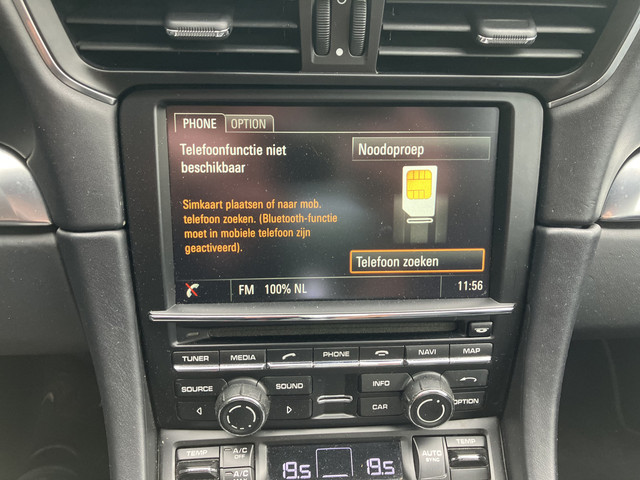 PHONE OPTION
Telefoonfunctie niet
beschikbaar
Noodoproep
Simkaart plaatsen of naar mob.
telefoon zoeken. (Bluetooth-functie
moet in mobiele telefoon zijn
geactiveerd).
Telefoon zoeken
FM 100% NL 11:56
TUNER MEDIA PHONE NAVI MAP
SOURCE SOUND INFO
CAR OPTION
TEMP A/C AUTO TEMP
OFF SYNC
A/C
19.5 19.5